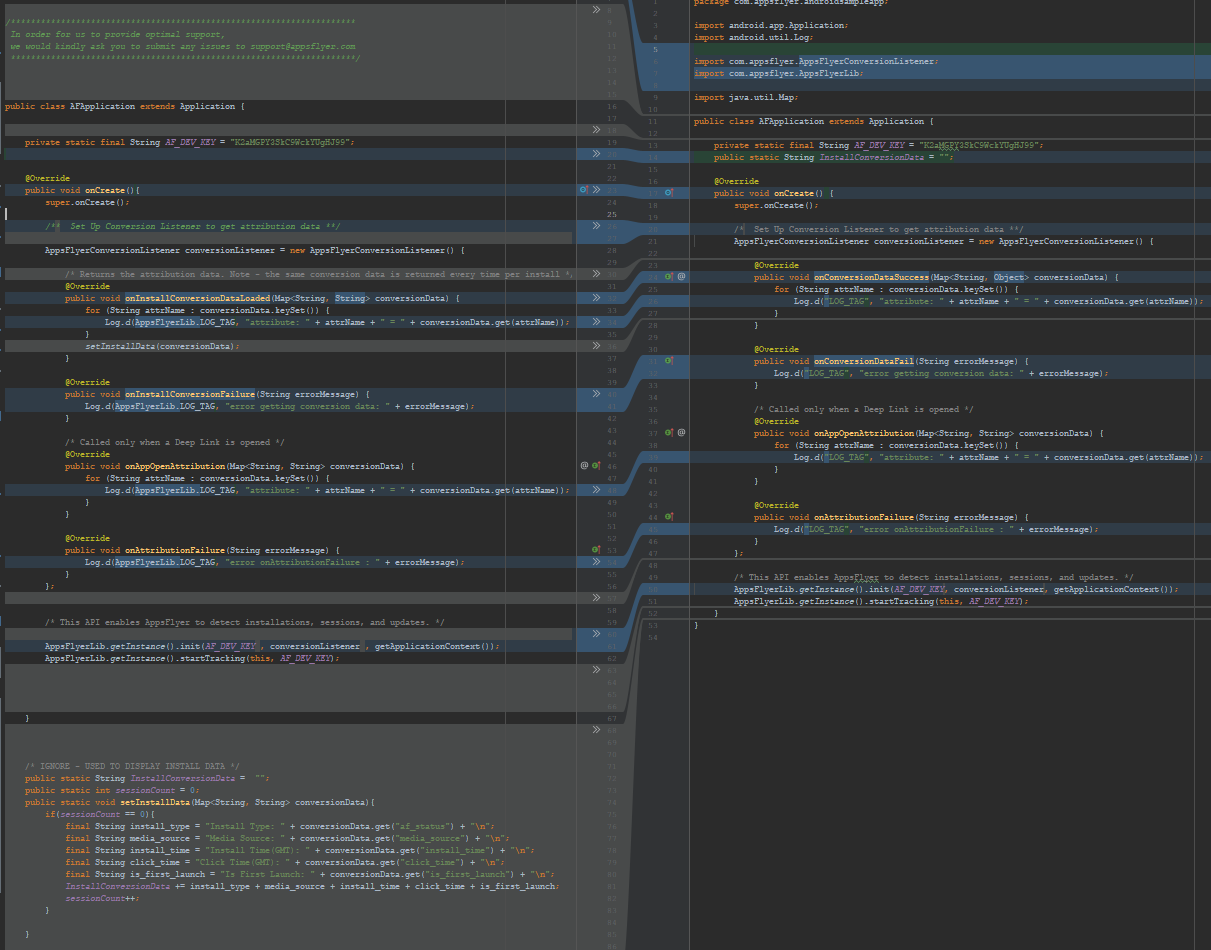 /********************************************************************
In order for us to provide optimal support,
we would kindly ask you to submit any issues to support@appsflyer.com
********************************************************************/
public class AFApplication extends Application {
private static final String AF_DEV_KEY = "K2aMGPY3SkC9WckYUgHJ99";
@Override
public void onCreate(){
super.onCreate();
/** Set Up Conversion Listener to get attribution data **/
AppsFlyerConversionListener conversionListener = new AppsFlyerConversionListener() {
/* Returns the attribution data. Note - the same conversion data is returned every time per install *
@Override
public void onInstallConversionDataLoaded(Map<String, String> conversionData) {
for (String attrName : conversionData.keySet()) {
Log.d(AppsFlyerLib.LOG_TAG, "attribute: " + attrName + " = " + conversionData.get(attrName));
}
setInstallData(conversionData);
}
@Override
public void onInstallConversionFailure(String errorMessage) {
Log.d(AppsFlyerLib.LOG_TAG, "error getting conversion data: " + errorMessage);
}
/* Called only when a Deep Link is opened */
@Override
public void onAppOpenAttribution(Map<String, String> conversionData) {
for (String attrName : conversionData.keySet()) {
Log.d(AppsFlyerLib.LOG_TAG, "attribute: " + attrName + " = " + conversionData.get(attrName));
}
}
@Override
public void onAttributionFailure(String errorMessage) {
Log.d(AppsFlyerLib.LOG_TAG, "error onAttributionFailure : " + errorMessage);
}
};
/* This API enables AppsFlyer to detect installations, sessions, and updates. */
AppsFlyerLib.getInstance().init(AF_DEV_KEY , conversionListener , getApplicationContext());
AppsFlyerLib.getInstance().startTracking(this, AF_DEV_KEY);
}
/* IGNORE - USED TO DISPLAY INSTALL DATA */
public static String InstallConversionData = "";
public static int sessionCount = 0;
public static void setInstallData(Map<String, String> conversionData){
if(sessionCount == 0){
final String install_type = "Install Type: " + conversionData.get("af_status") + "\n";
final String media_source = "Media Source: " + conversionData.get("media_source") + "\n";
final String install_time = "Install Time(GMT): " + conversionData.get("install_time") + "\n";
final String click_time = "Click Time(GMT): " + conversionData.get("click_time") + "\n";
final String is_first_launch = "Is First Launch: " + conversionData.get("is_first_launch") + "\n";
InstallConversionData += install_type + media_source + install_time + click_time + is_first_launch;
sessionCount++;
}
}
package com.appsflyer.androidsampleapp;
import android.app.Application;
import android.util.Log;
import com.appsflyer.AppsFlyerConversionListener;
import com.appsflyer.AppsFlyerLib;
import java.util.Map;
public class AFApplication extends Application {
private static final String AF_DEV_KEY = "K2aMGPY3SkC9WckYUgHJ99";
public static String InstallConversionData = "";
@Override
public void onCreate() {
super.onCreate();
/* Set Up Conversion Listener to get attribution data **/
AppsFlyerConversionListener conversionListener = new AppsFlyerConversionListener() {
@Override
public void onConversionDataSuccess(Map<String, Object> conversionData) {
for (String attrName : conversionData.keySet()) {
Log.d("LOG_TAG", "attribute: " + attrName + " = " + conversionData.get(attrName));
}
}
@Override
public void onConversionDataFail(String errorMessage) {
Log.d("LOG_TAG", "error getting conversion data: " + errorMessage);
}
/* Called only when a Deep Link is opened */
@Override
public void onAppOpenAttribution(Map<String, String> conversionData) {
for (String attrName : conversionData.keySet()) {
Log.d("LOG_TAG", "attribute: " + attrName + " = " + conversionData.get(attrName));
}
}
@Override
public void onAttributionFailure(String errorMessage) {
Log.d("LOG_TAG", "error onAttributionFailure : " + errorMessage);
}
};
/* This API enables AppsFlyer to detect installations, sessions, and updates. */
AppsFlyerLib.getInstance().init(AF_DEV_KEY, conversionListener, getApplicationContext());
AppsFlyerLib.getInstance().startTracking(this, AF_DEV_KEY);
}
}